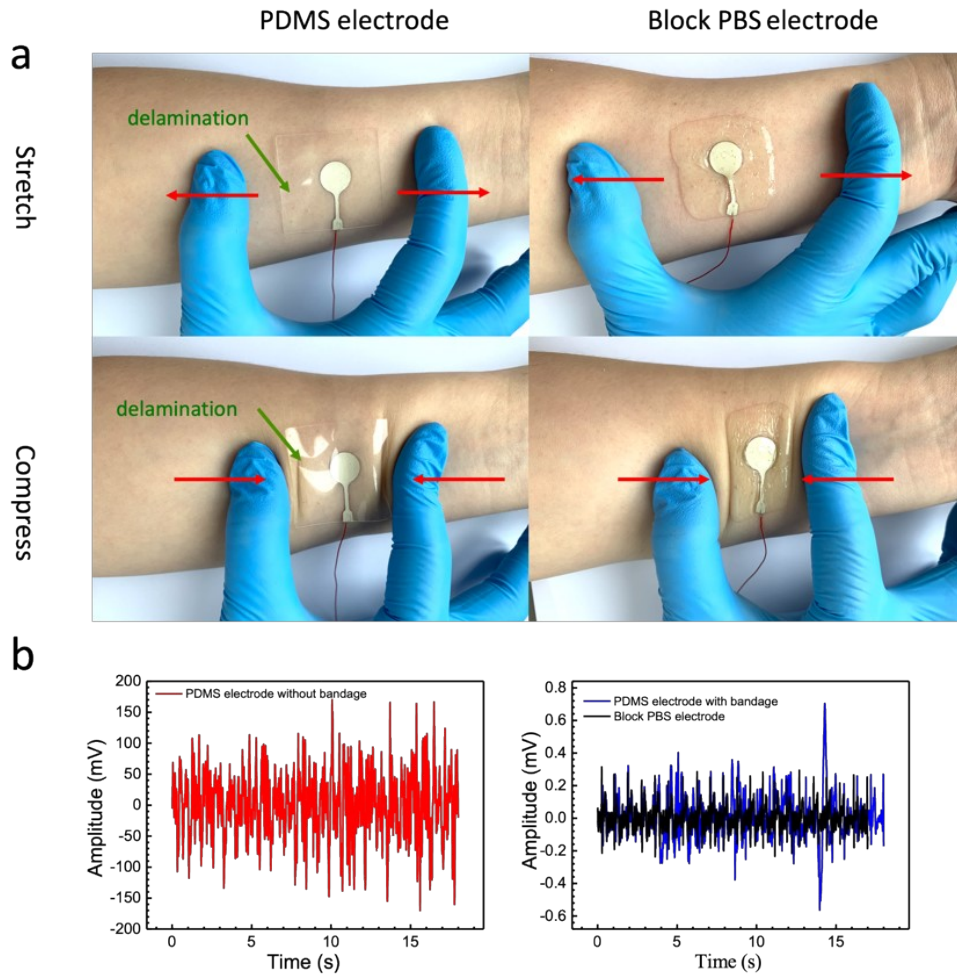 PDMS electrode
Block PBS electrode
a
Stretch
delamination
Compress
delamination
b
Amplitude (mV)
200
150
100
50
0
-50
-100
-150
-200
PDMS electrode without bandage
0
5
10
15
Time (s)
Amplitude (mV)
0.8
0.6
0.4
0.2
0.0
-0.2
-0.4
-0.6
PDMS electrode with bandage
Block PBS electrode
0
5
10
15
Time (s)